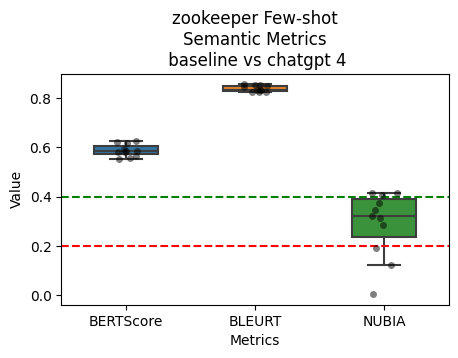 zookeeper Few-shot
Semantic Metrics
baseline vs chatgpt 4
Value
0.8
0.6
0.4
0.2
0.0
BERTScore
BLEURT
NUBIA
Metrics